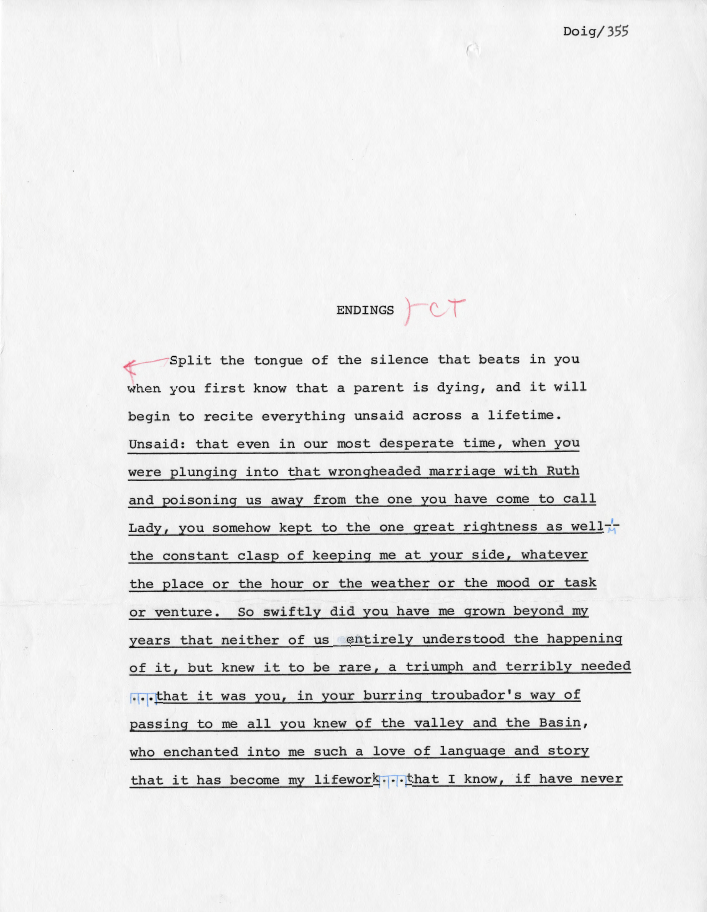 Doig/355
ENDINGS CT
Split the tongue of the silence that beats in you
when you first know that a parent is dying, and it will
begin to recite everything unsaid across a lifetime.
Unsaid: that even in our most desperate time, when you
were plunging into that wrongheaded marriage with Ruth
and poisoning us away from the one you have come to call
Lady, you somehow kept to the one great rightness as well—
the constant clasp of keeping me at your side, whatever
the place or the hour or the weather or the mood or task
or venture.  So swiftly did you have me grown beyond my
years that neither of us entirely understood the happening
of it, but knew it to be rare, a triumph and terribly needed
...that it was you, in your burring troubador's way of
passing to me all you knew of the valley and the Basin,
who enchanted into me such a love of language and story
that it has become my lifework...that I know, if have never